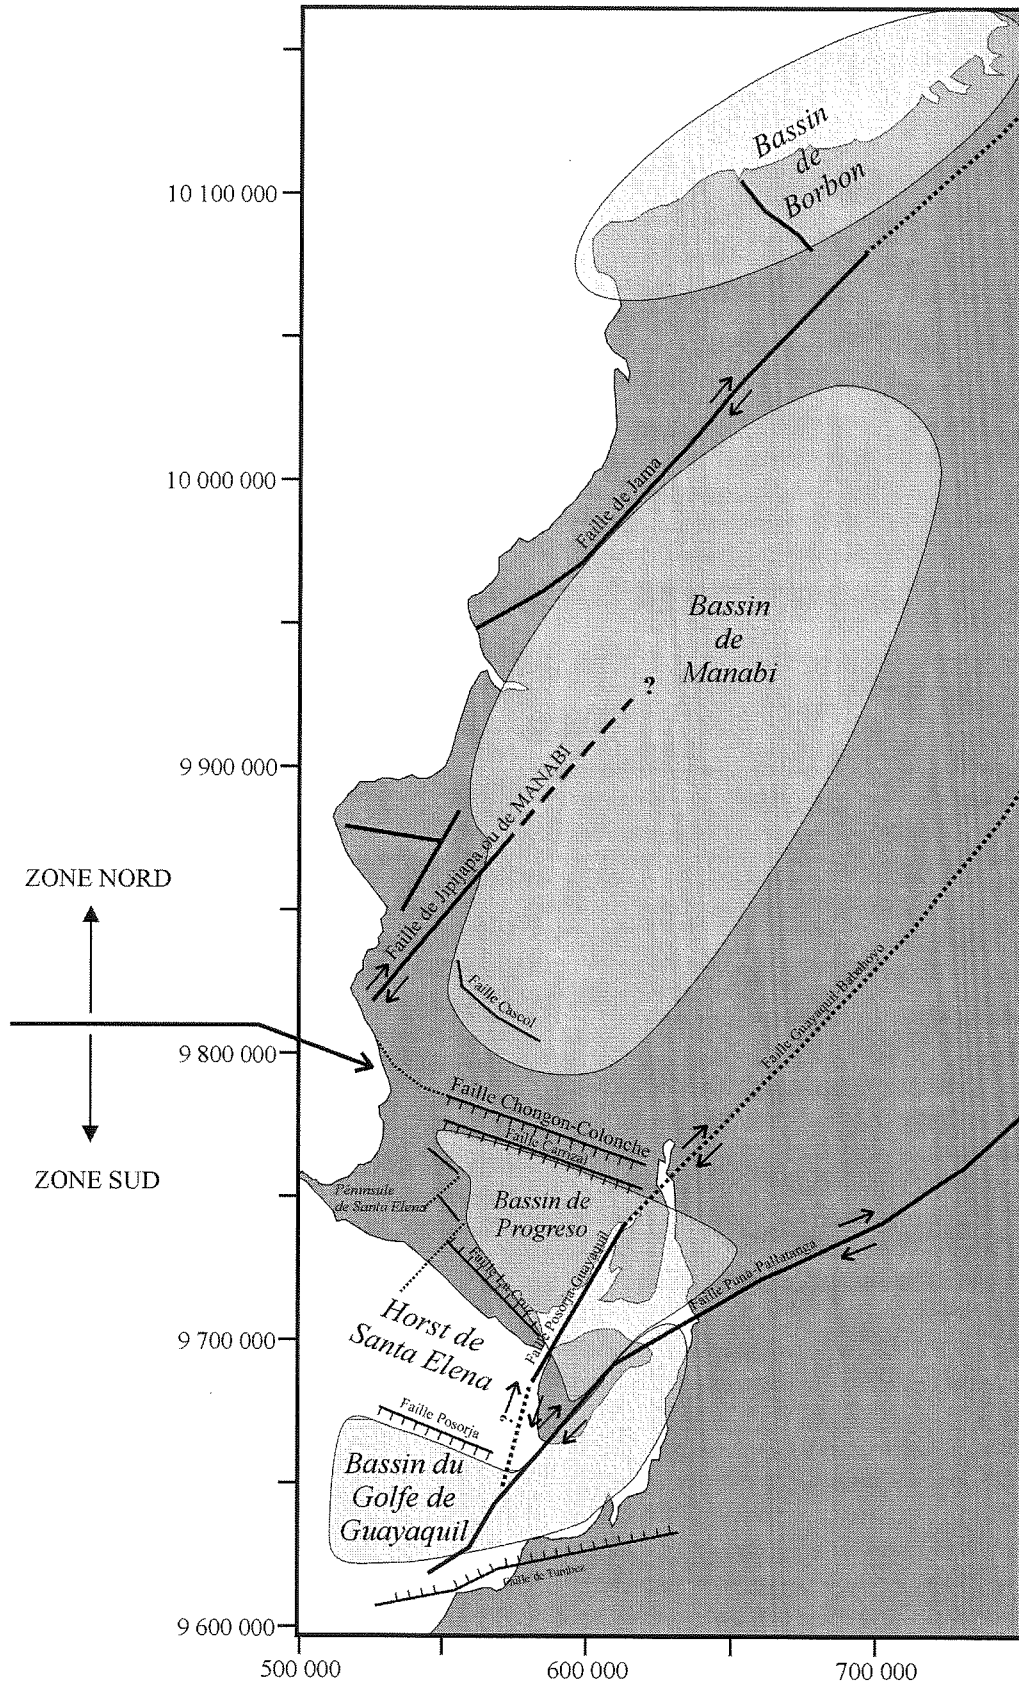 Bassin
de
Borbon
10 100 000
10 000 000
Faille de Jama
Bassin
de
Manabi
?
9 900 000
Faille de Jipijapa ou de MANABI
ZONE NORD
Faille Cascol
Faille Guayaquil-Babahoyo
9 800 000
Faille Chongon-Colonche
Faille Carrizal
ZONE SUD
Péninsule
de Santa Elena
Bassin de
Progreso
Faille La Cruz
Faille Posorja-Guayaquil
Faille Puna-Pallatanga
9 700 000
Horst de
Santa Elena
?
Faille Posorja
Bassin du
Golfe de
Guayaquil
Faille de Tumbez
9 600 000
500 000
600 000
700 000